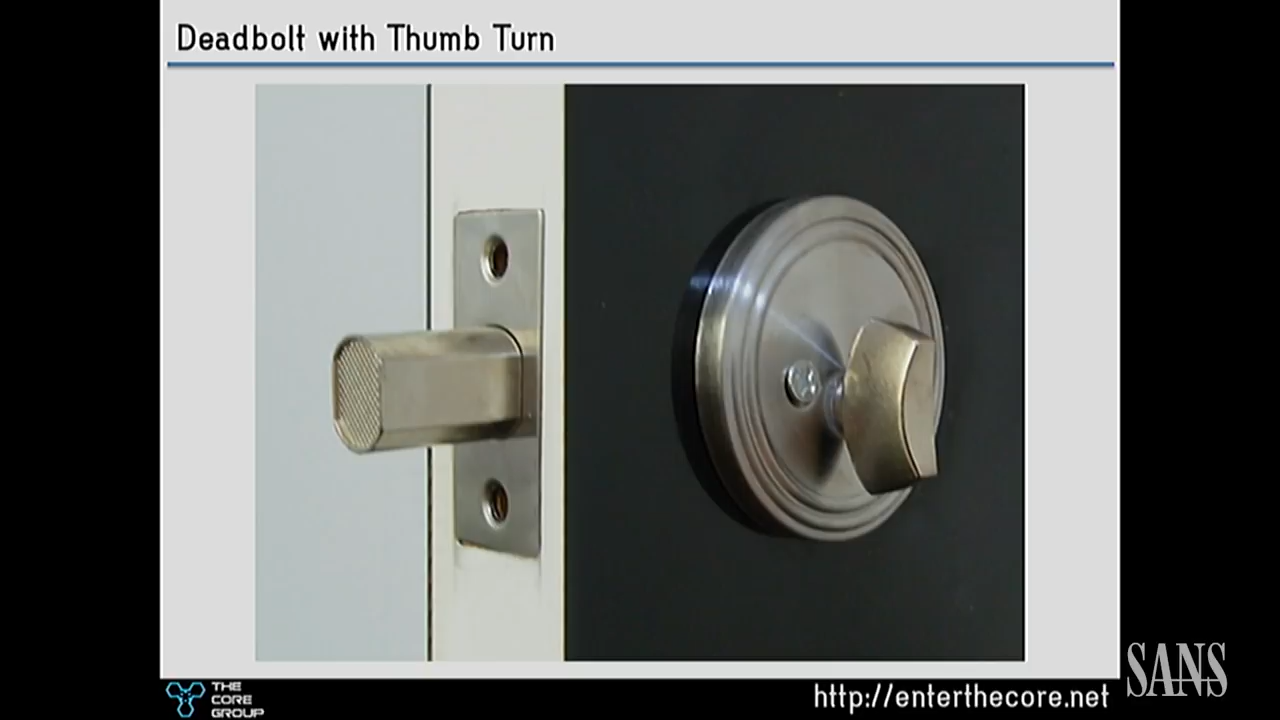 Deadbolt with Thumb Turn
THE
CORE
GROUP
http://enterthecore.net
SANS